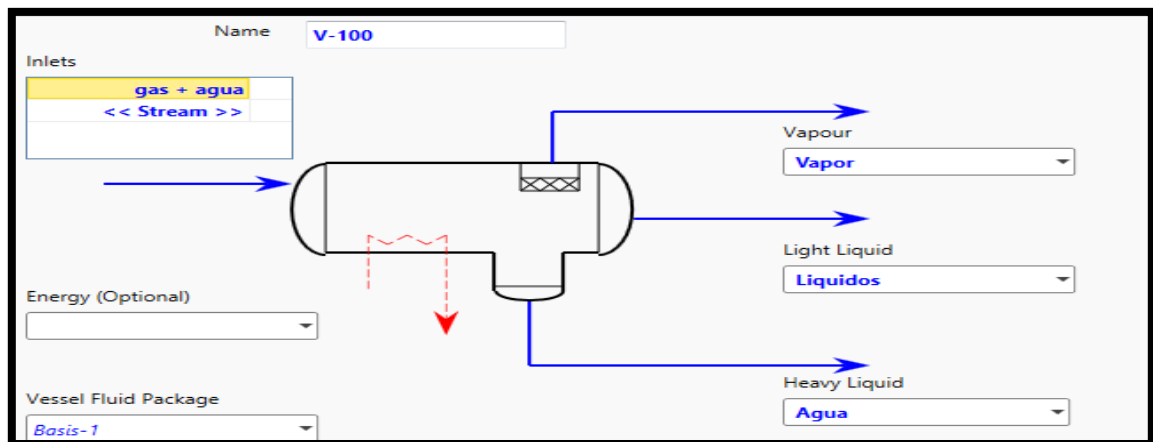 Name V-100
Inlets
gas + agua
<< Stream >>
Vapour
Vapor
Light Liquid
Liquidos
Energy (Optional)
Heavy Liquid
Agua
Vessel Fluid Package
Basis-1